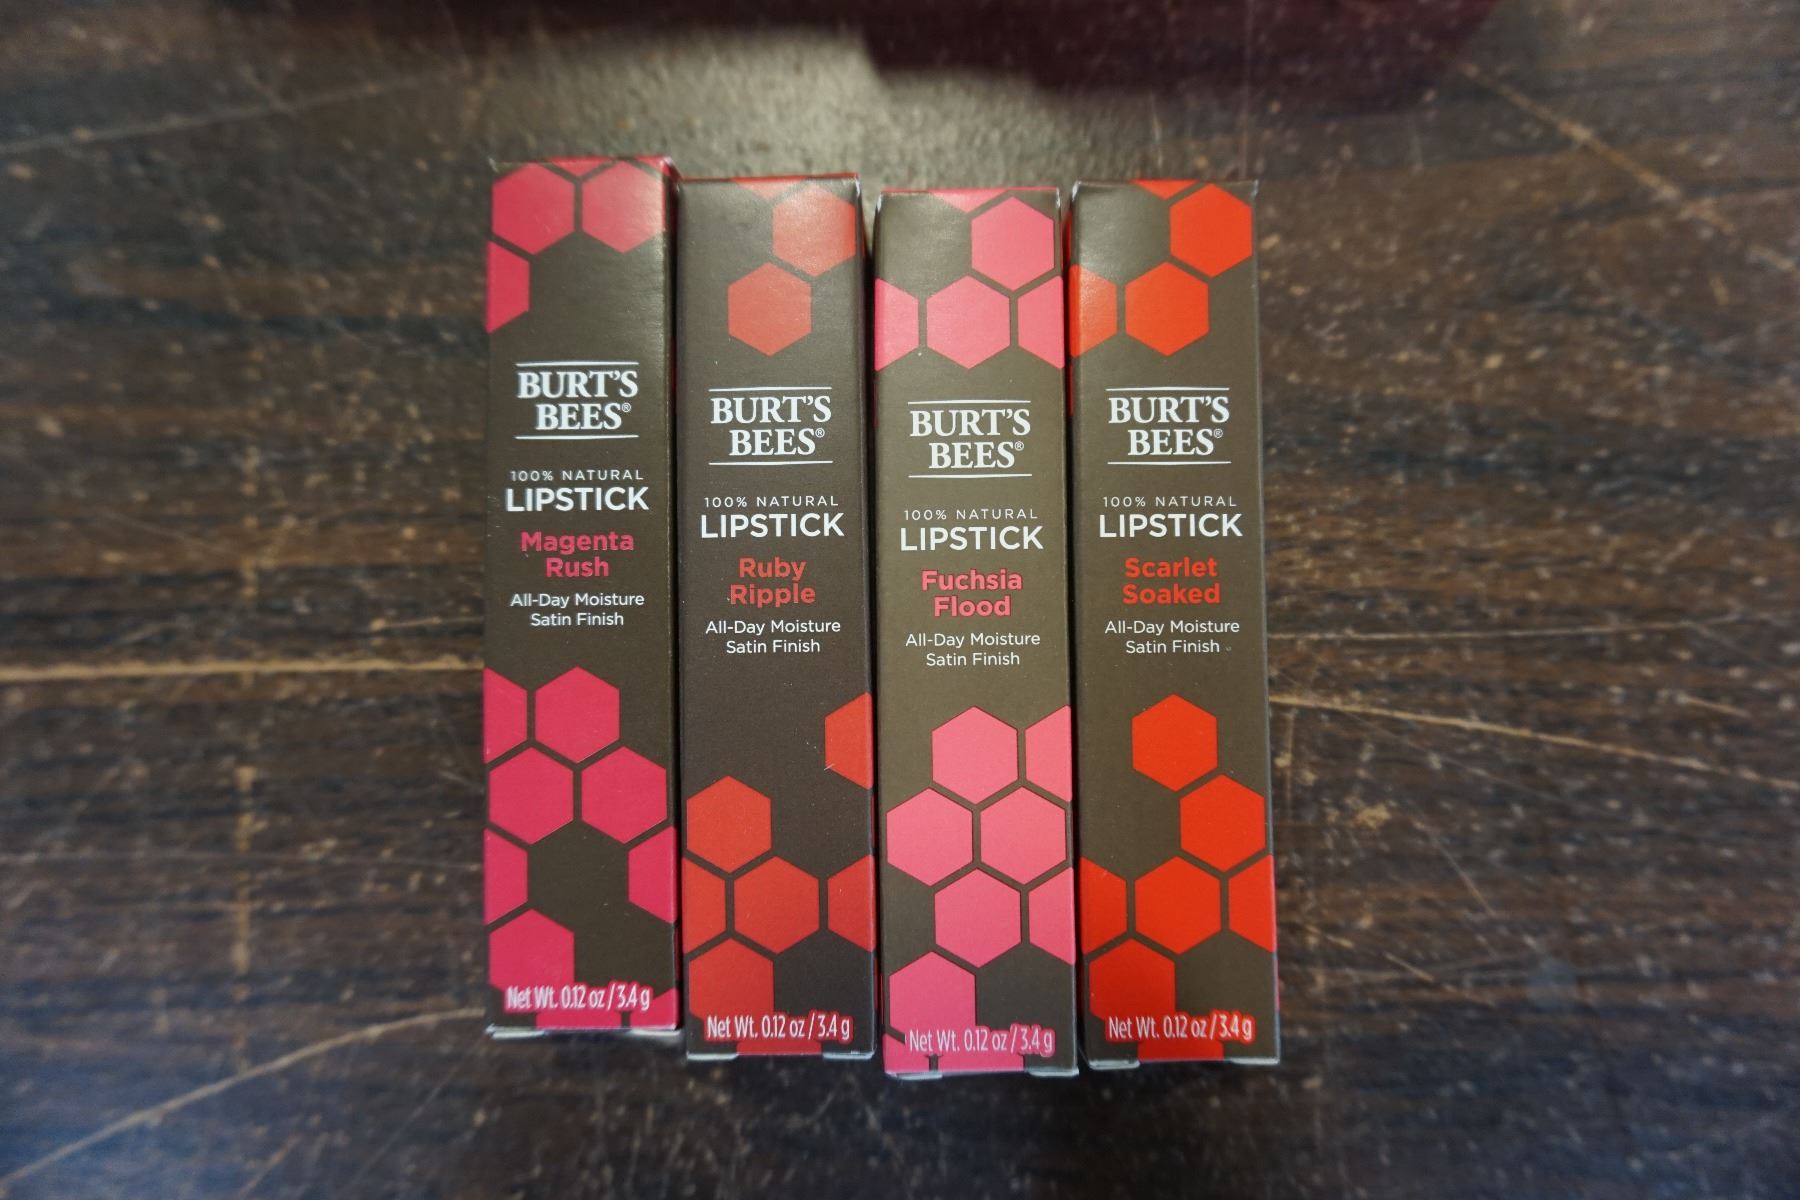 BURT'S
BEES®
100% NATURAL
LIPSTICK
Magenta
Rush
All-Day Moisture
Satin Finish
Net Wt. 0.12 oz / 3.4 g
BURT'S
BEES®
100% NATURAL
LIPSTICK
Ruby
Ripple
All-Day Moisture
Satin Finish
Net Wt. 0.12 oz / 3.4 g
BURT'S
BEES®
100% NATURAL
LIPSTICK
Fuchsia
Flood
All-Day Moisture
Satin Finish
Net Wt. 0.12 oz / 3.4 g
BURT'S
BEES®
100% NATURAL
LIPSTICK
Scarlet
Soaked
All-Day Moisture
Satin Finish
Net Wt. 0.12 oz / 3.4 g